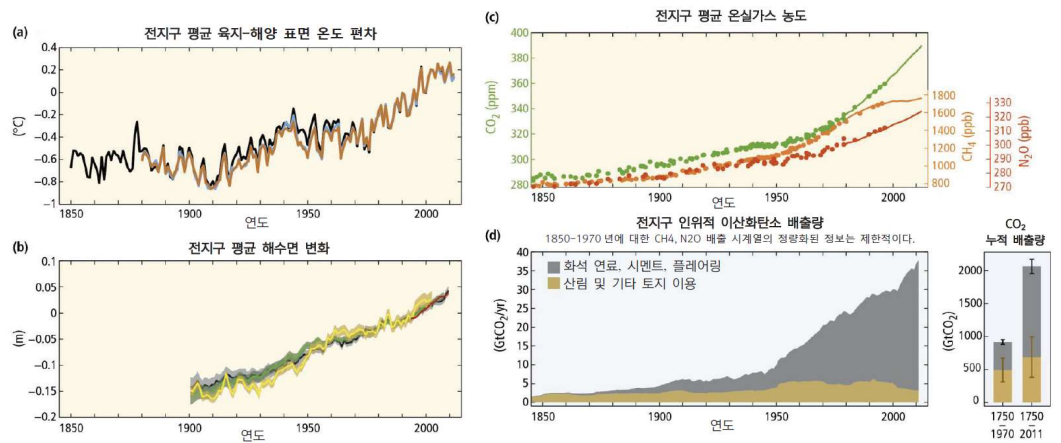 (a)
전지구 평균 육지-해양 표면 온도 편차
0.4
0.2
0
−0.2
−0.4
−0.6
−0.8
−1
(°C)
1850
1900
1950
2000
연도
(b)
전지구 평균 해수면 변화
0.1
0.05
0
−0.05
−0.1
−0.15
−0.2
(m)
1850
1900
1950
2000
연도
(c)
전지구 평균 온실가스 농도
400
380
360
340
320
300
280
CO2 (ppm)
1800
1600
1400
1200
1000
800
CH4 (ppb)
330
320
310
300
290
280
270
N2O (ppb)
1850
1900
1950
2000
연도
(d)
전지구 인위적 이산화탄소 배출량
1850-1970 년에 대한 CH4, N2O 배출 시계열의 정량화된 정보는 제한적이다.
40
35
30
25
20
15
10
5
0
(GtCO2/yr)
화석 연료, 시멘트, 플레어링
산림 및 기타 토지 이용
1850
1900
1950
2000
연도
CO2
누적 배출량
2000
1500
1000
500
0
(GtCO2)
1750 1750
– –
1970 2011